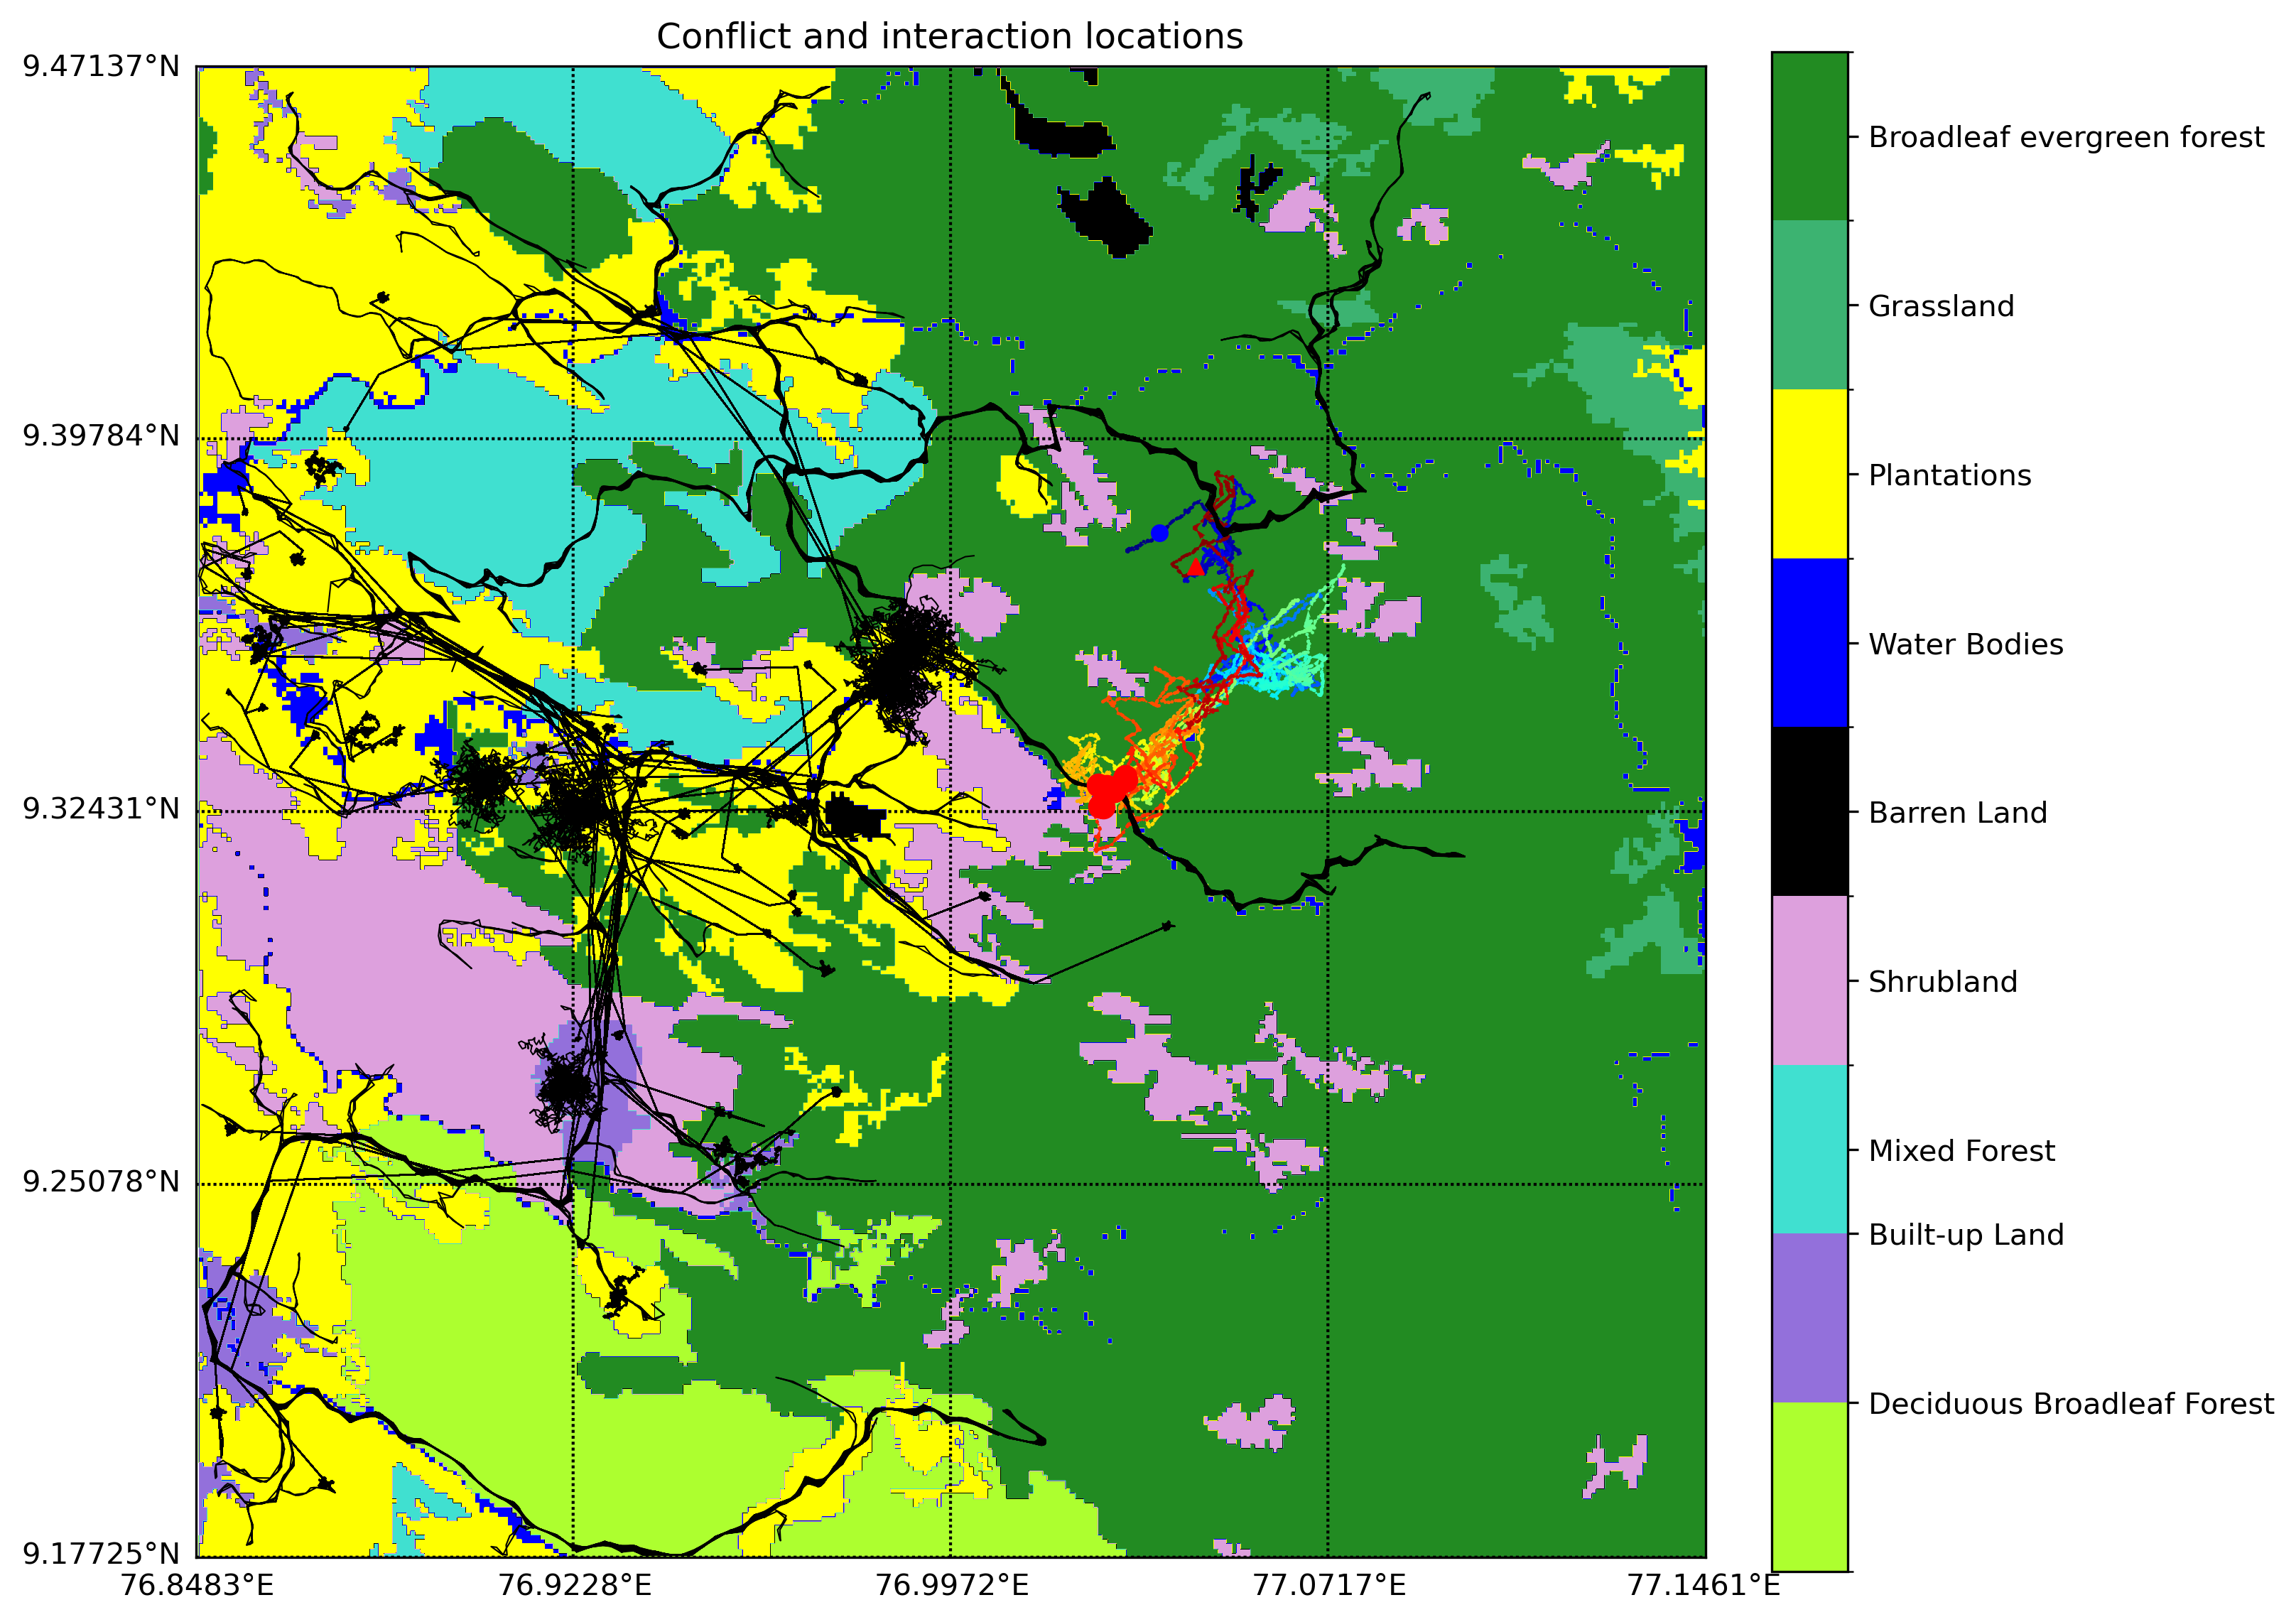 Conflict and interaction locations
9.47137°N
9.39784°N
9.32431°N
9.25078°N
9.17725°N
76.8483°E
76.9228°E
76.9972°E
77.0717°E
77.1461°E
Broadleaf evergreen forest
Grassland
Plantations
Water Bodies
Barren Land
Shrubland
Mixed Forest
Built-up Land
Deciduous Broadleaf Forest